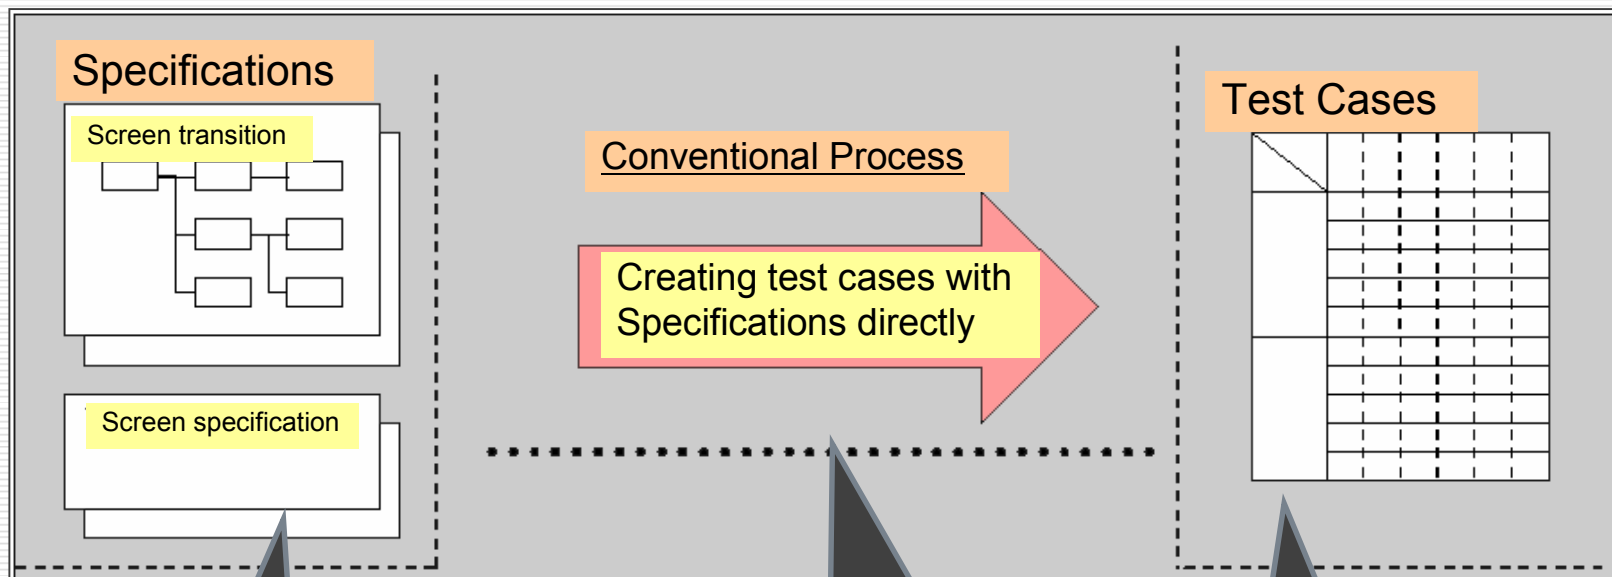 Specifications
Screen transition
Screen specification
Conventional Process
Creating test cases with
Specifications directly
Test Cases